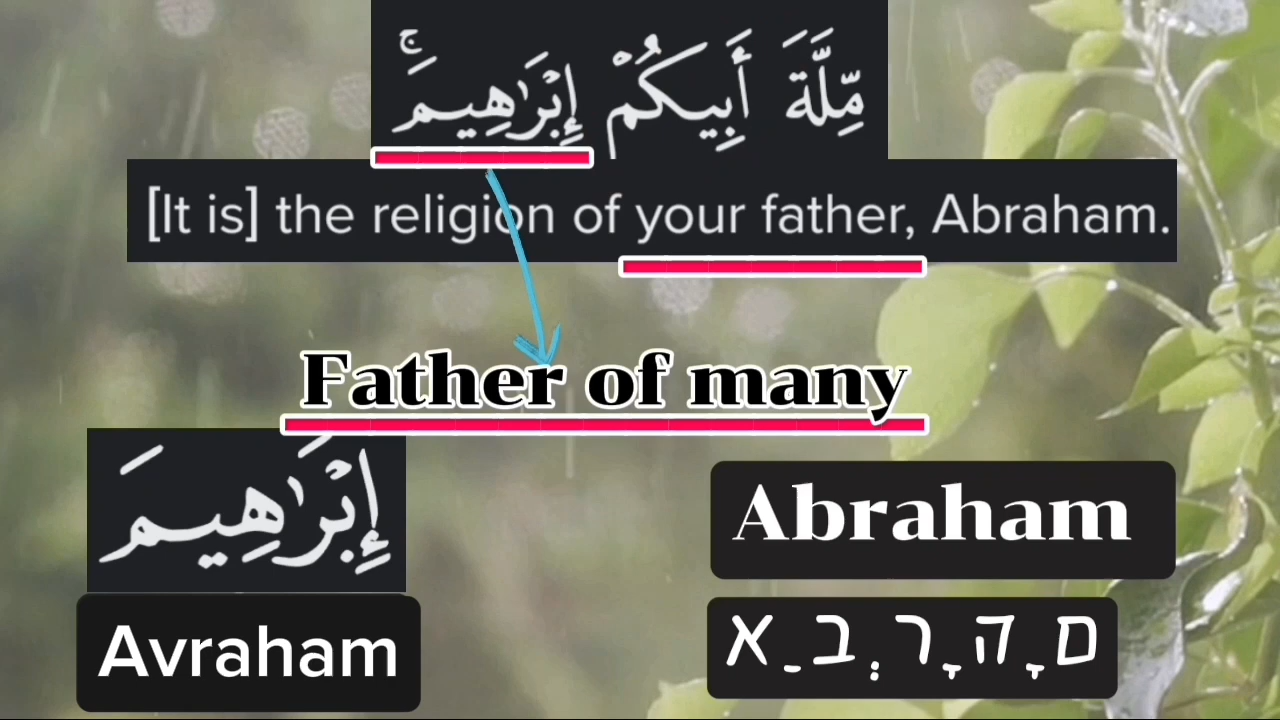 مِّلَّةَ أَبِيكُمْ إِبْرَٰهِيمَۚ
[It is] the religion of your father, Abraham.
Father of many
إِبْرَٰهِيمَ
Abraham
Avraham
םָהָרְבַא